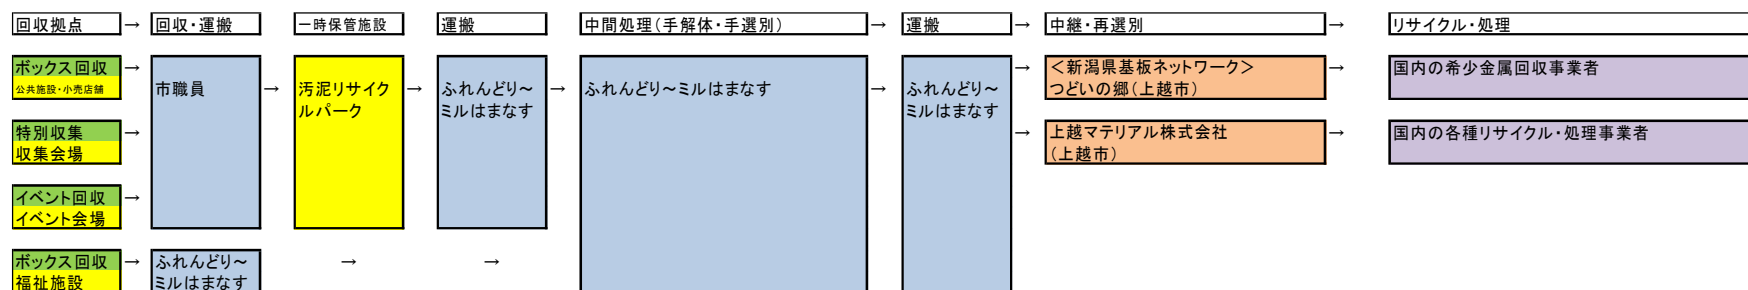 回収拠点 → 回収・運搬 一時保管施設 運搬 中間処理(手解体・手選別) → 運搬 → 中継・再選別 → リサイクル・処理
ボックス回収 →
公共施設・小売店舗
市職員 →
汚泥リサイク
ルパーク →
ふれんどり～
ミルはまなす →
ふれんどり～ミルはまなす →
ふれんどり～
ミルはまなす
→ ＜新潟県基板ネットワーク＞ →
つどいの郷(上越市)
国内の希少金属回収事業者
特別収集 →
収集会場
→ 上越マテリアル株式会社 →
(上越市)
国内の各種リサイクル・処理事業者
イベント回収 →
イベント会場
ボックス回収 →
福祉施設
ふれんどり～ → →
ミルはまなす